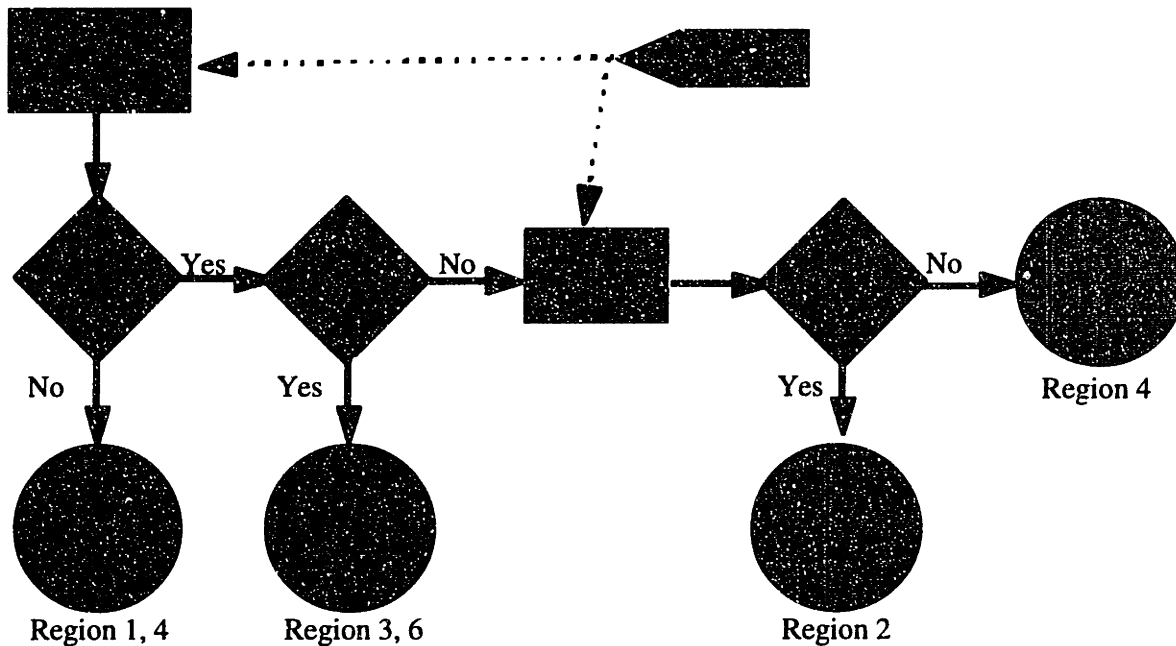 Yes
No
No
No
Yes
Yes
Region 4
Region 1, 4
Region 3, 6
Region 2